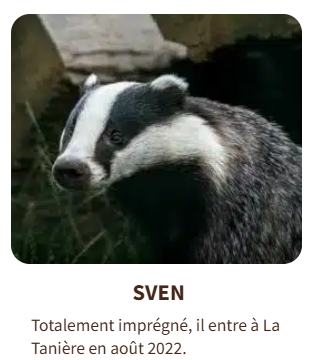 SVEN
Totalement imprégné, il entre à La
Tanière en août 2022.